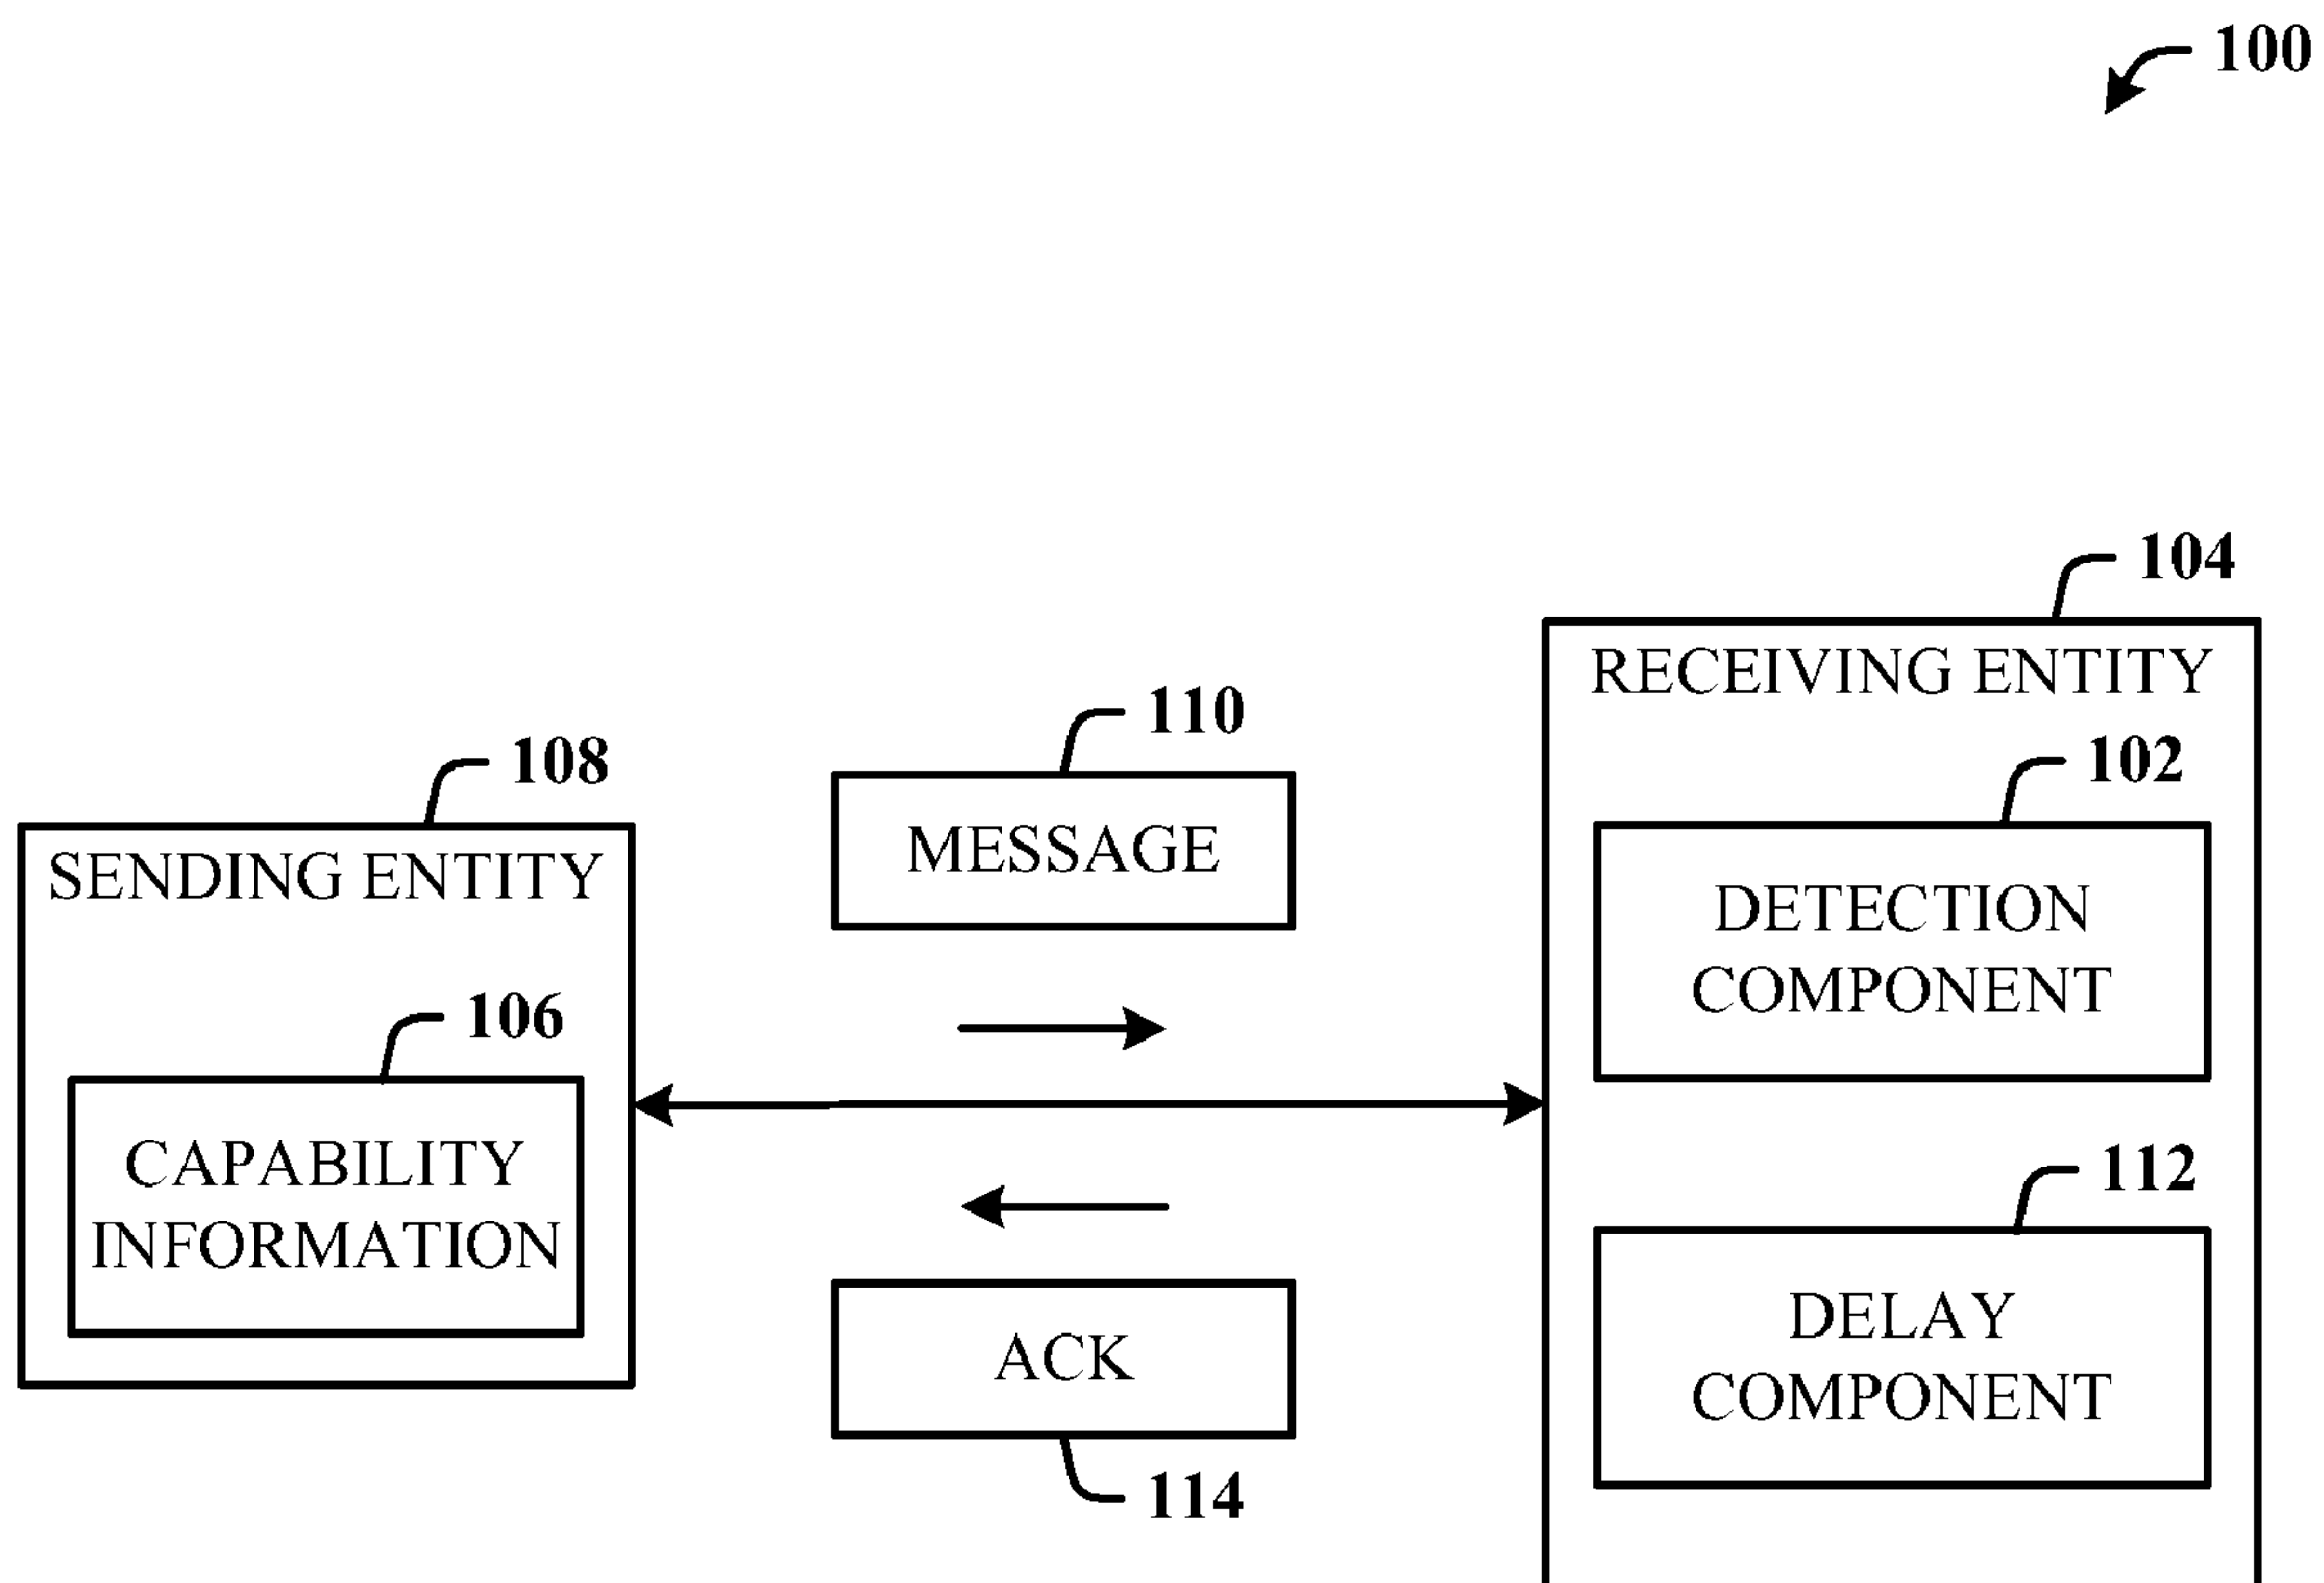 100
104
RECEIVING ENTITY
110
102
108
MESSAGE
SENDING ENTITY
DETECTION
COMPONENT
106
CAPABILITY
INFORMATION
112
DELAY
COMPONENT
ACK
114